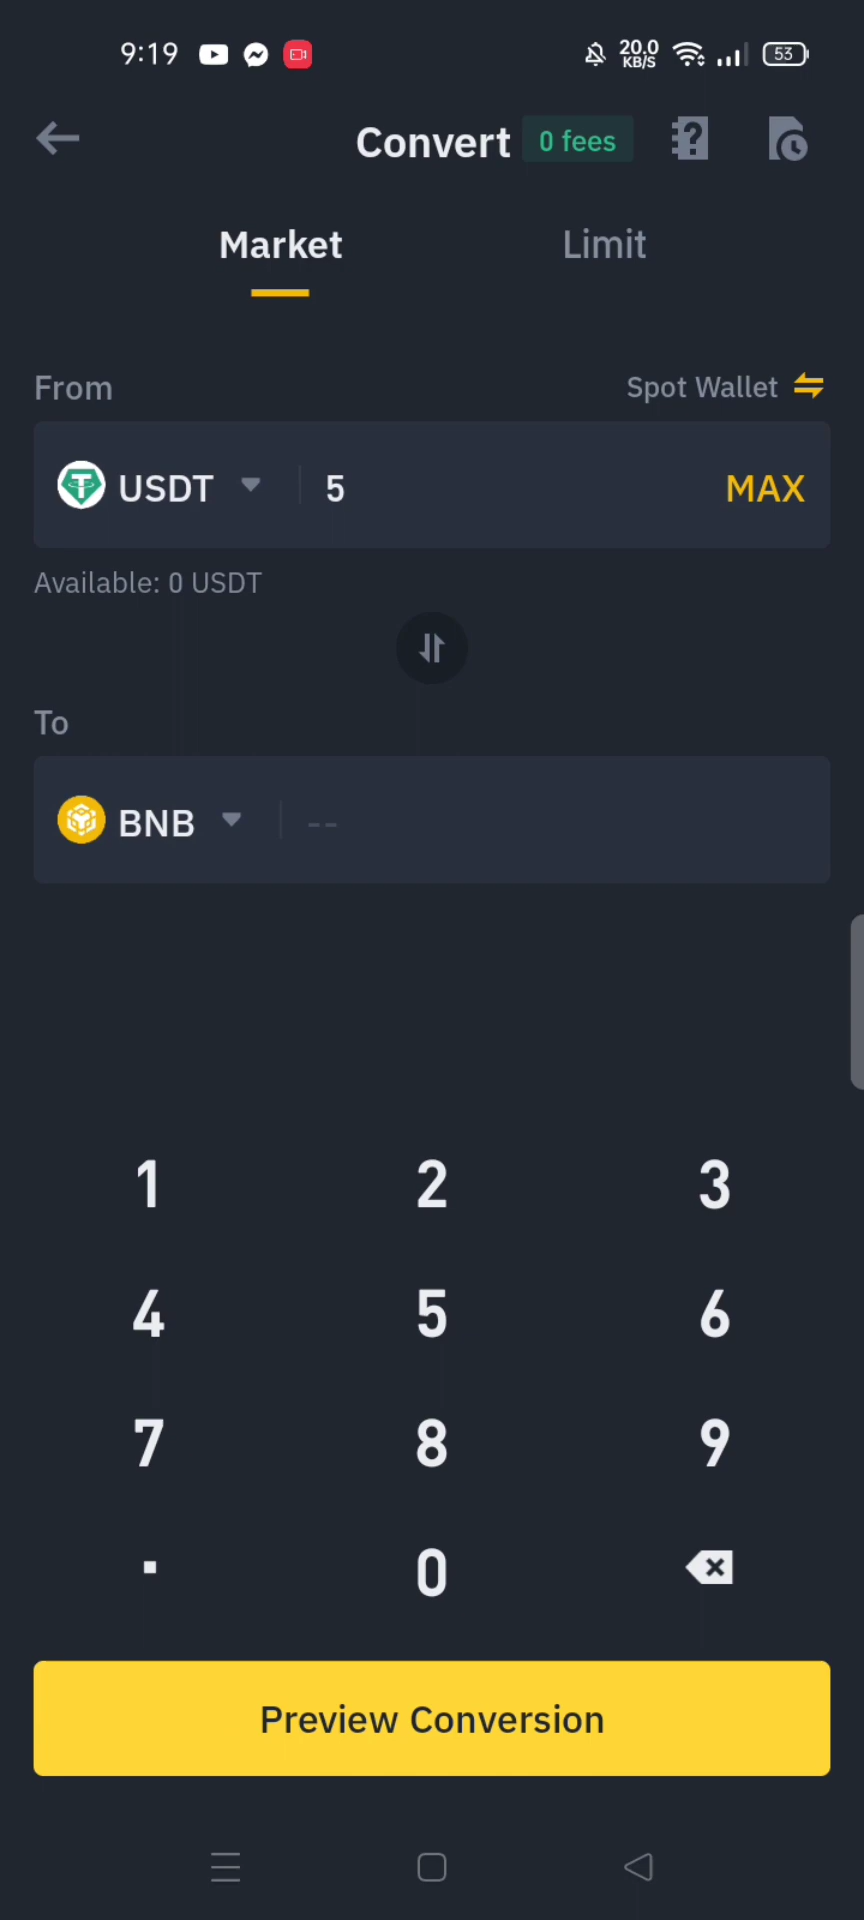 9:19 20.0 KB/S 53
Convert 0 fees
Market Limit
From Spot Wallet
USDT 5 MAX
Available: 0 USDT
To
BNB --
1 2 3
4 5 6
7 8 9
. 0
Preview Conversion